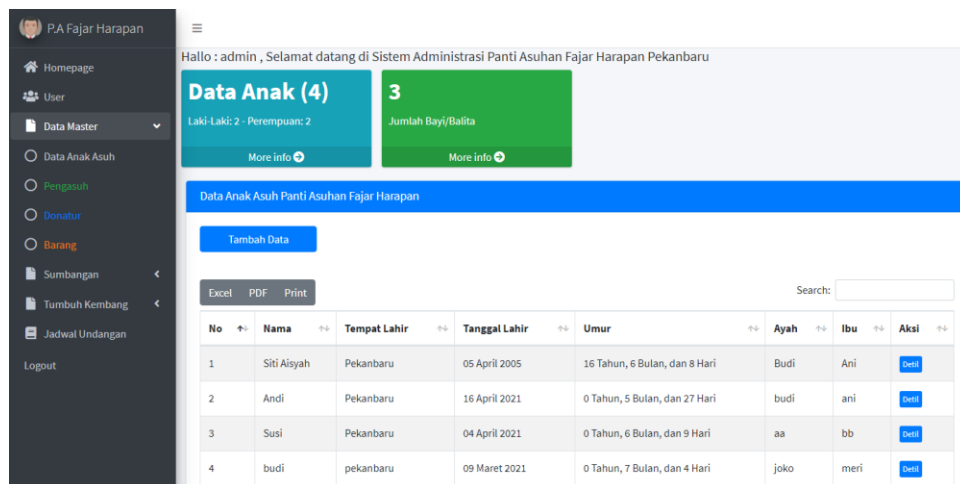 P.A Fajar Harapan
Homepage
User
Data Master
Data Anak Asuh
Pengasuh
Donatur
Barang
Sumbangan
Tumbuh Kembang
Jadwal Undangan
Logout
Hallo : admin , Selamat datang di Sistem Administrasi Panti Asuhan Fajar Harapan Pekanbaru
Data Anak (4)
Laki-Laki: 2 - Perempuan: 2
More info
3
Jumlah Bayi/Balita
More info
Data Anak Asuh Panti Asuhan Fajar Harapan
Tambah Data
Excel PDF Print
Search:
No Nama Tempat Lahir Tanggal Lahir Umur Ayah Ibu Aksi
1 Siti Aisyah Pekanbaru 05 April 2005 16 Tahun, 6 Bulan, dan 8 Hari Budi Ani Detil
2 Andi Pekanbaru 16 April 2021 0 Tahun, 5 Bulan, dan 27 Hari budi ani Detil
3 Susi Pekanbaru 04 April 2021 0 Tahun, 6 Bulan, dan 9 Hari aa bb Detil
4 budi pekanbaru 09 Maret 2021 0 Tahun, 7 Bulan, dan 4 Hari joko meri Detil